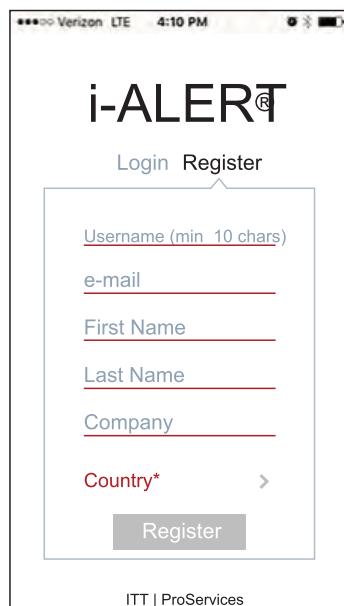 Verizon LTE 4:10 PM
i-ALERT®
Login Register
Username (min 10 chars)
e-mail
First Name
Last Name
Company
Country*
Register
ITT | ProServices